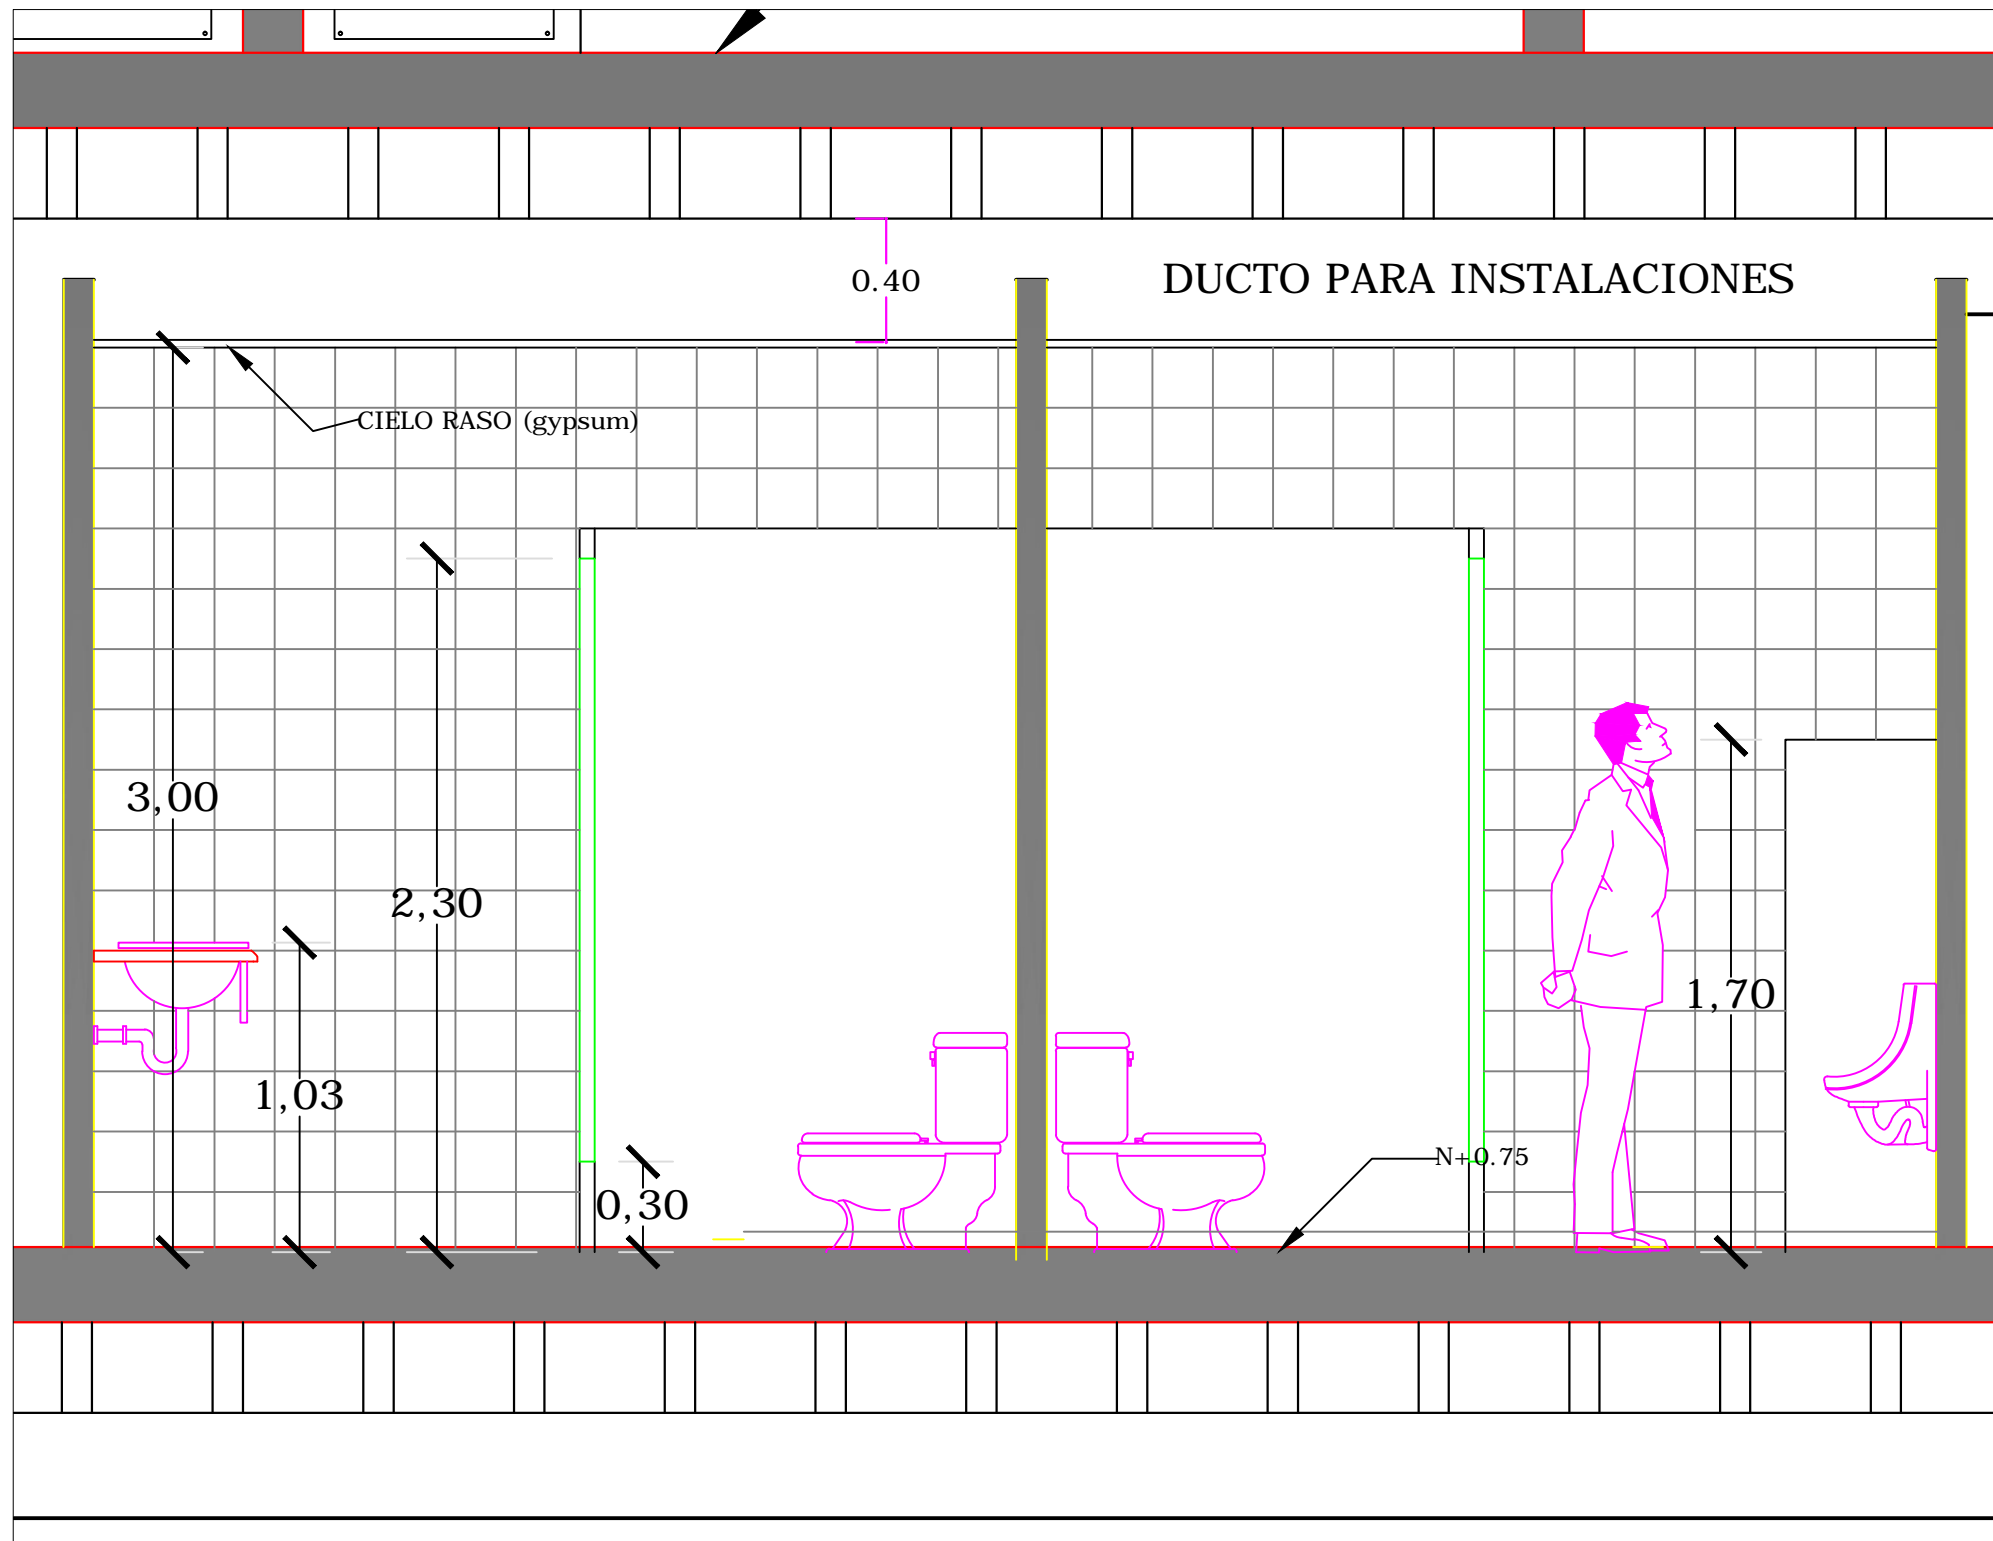 0.40
DUCTO PARA INSTALACIONES
CIELO RASO (gypsum)
3,00
2,30
1,70
1,03
N+0.75
0,30